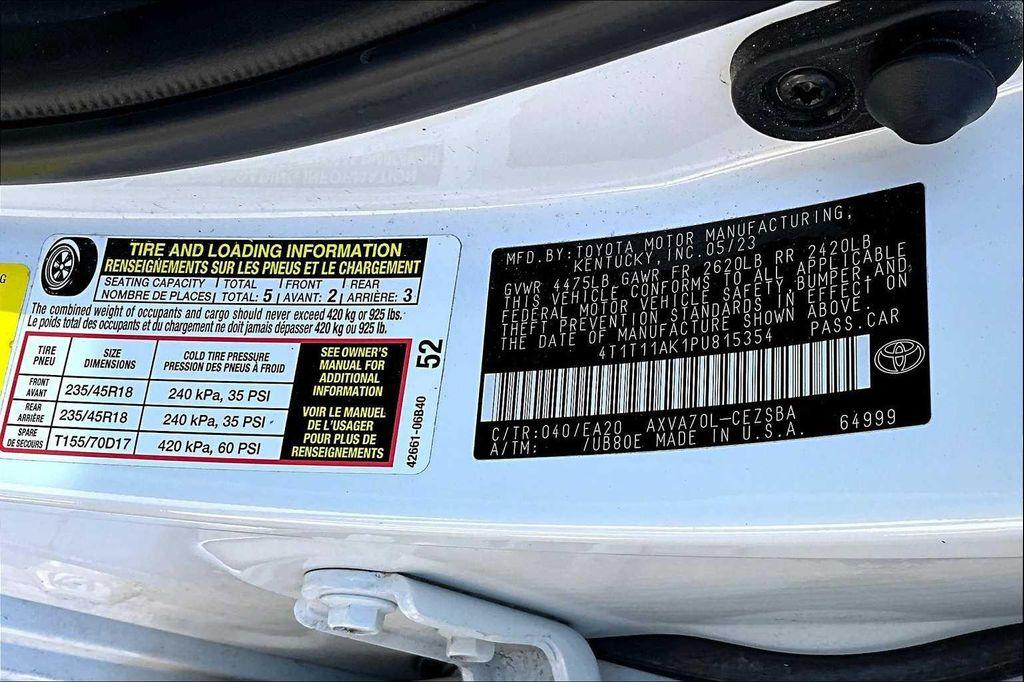 TIRE AND LOADING INFORMATION
RENSEIGNEMENTS SUR LES PNEUS ET LE CHARGEMENT
SEATING CAPACITY TOTAL FRONT REAR
NOMBRE DE PLACES TOTAL: 5 AVANT: 2 ARRIÈRE: 3
The combined weight of occupants and cargo should never exceed 420 kg or 925 lbs.
Le poids total des occupants et du chargement ne doit jamais dépasser 420 kg ou 925 lb.
TIRE PNEU
SIZE DIMENSIONS
COLD TIRE PRESSURE
PRESSION DES PNEUS À FROID
FRONT AVANT 235/45R18 240 kPa, 35 PSI
REAR ARRIÈRE 235/45R18 240 kPa, 35 PSI
SPARE DE SECOURS T155/70D17 420 kPa, 60 PSI
SEE OWNER'S
MANUAL FOR
ADDITIONAL
INFORMATION
VOIR LE MANUEL
DE L'USAGER
POUR PLUS DE
RENSEIGNEMENTS
52
42661-06B40
MFD.BY:TOYOTA MOTOR MANUFACTURING,
KENTUCKY,INC.05/23
GVWR 4475LB GAWR FR 2620LB RR 2420LB
THIS VEHICLE CONFORMS TO ALL APPLICABLE
FEDERAL MOTOR VEHICLE SAFETY,BUMPER,AND
THEFT PREVENTION STANDARDS IN EFFECT ON
THE DATE OF MANUFACTURE SHOWN ABOVE.
4T1T11AK1PU815354 PASS.CAR
C/TR:040/EA20 AXVA70L-CEZSBA
A/TM: 7UB80E MADE IN U.S.A. 64999